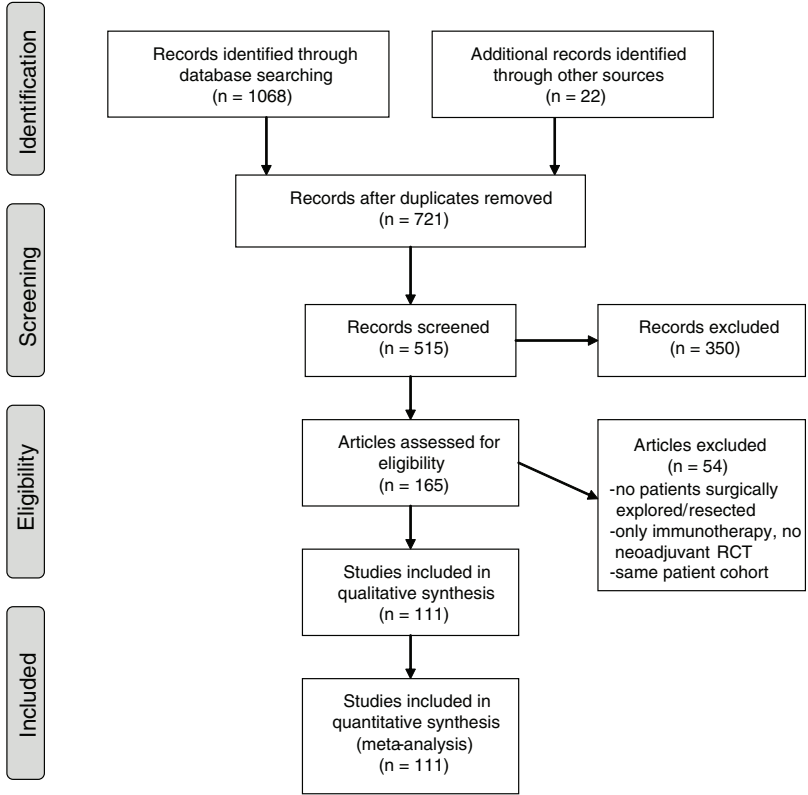 Identification
Records identified through
database searching
(n = 1068)
Additional records identified
through other sources
(n = 22)
Records after duplicates removed
(n = 721)
Screening
Records screened
(n = 515)
Records excluded
(n = 350)
Eligibility
Articles assessed for
eligibility
(n = 165)
Articles excluded
(n = 54)
-no patients surgically
explored/resected
-only immunotherapy, no
neoadjuvant RCT
-same patient cohort
Studies included in
qualitative synthesis
(n = 111)
Included
Studies included in
quantitative synthesis
(meta-analysis)
(n = 111)